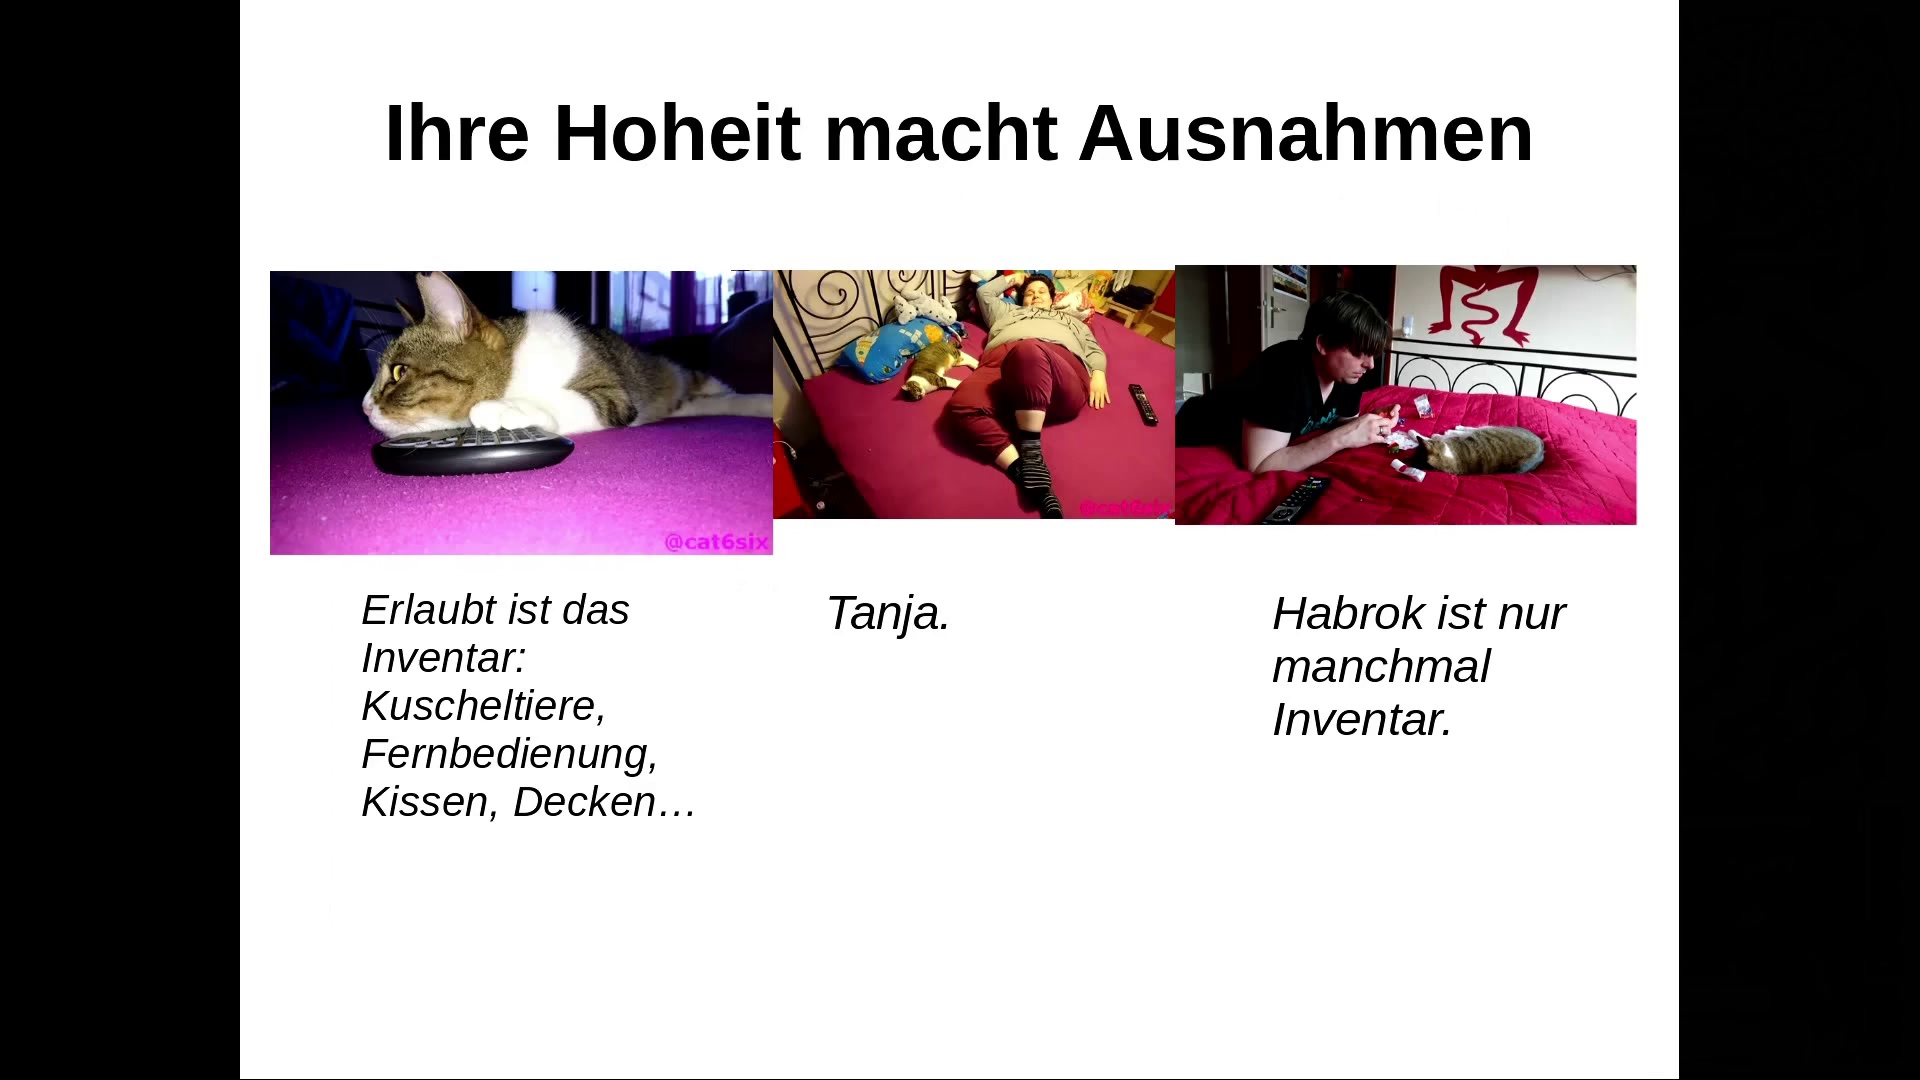 Ihre Hoheit macht Ausnahmen
@cat6six
@cat6six
Erlaubt ist das
Inventar:
Kuscheltiere,
Fernbedienung,
Kissen, Decken…
Tanja.
Habrok ist nur
manchmal
Inventar.